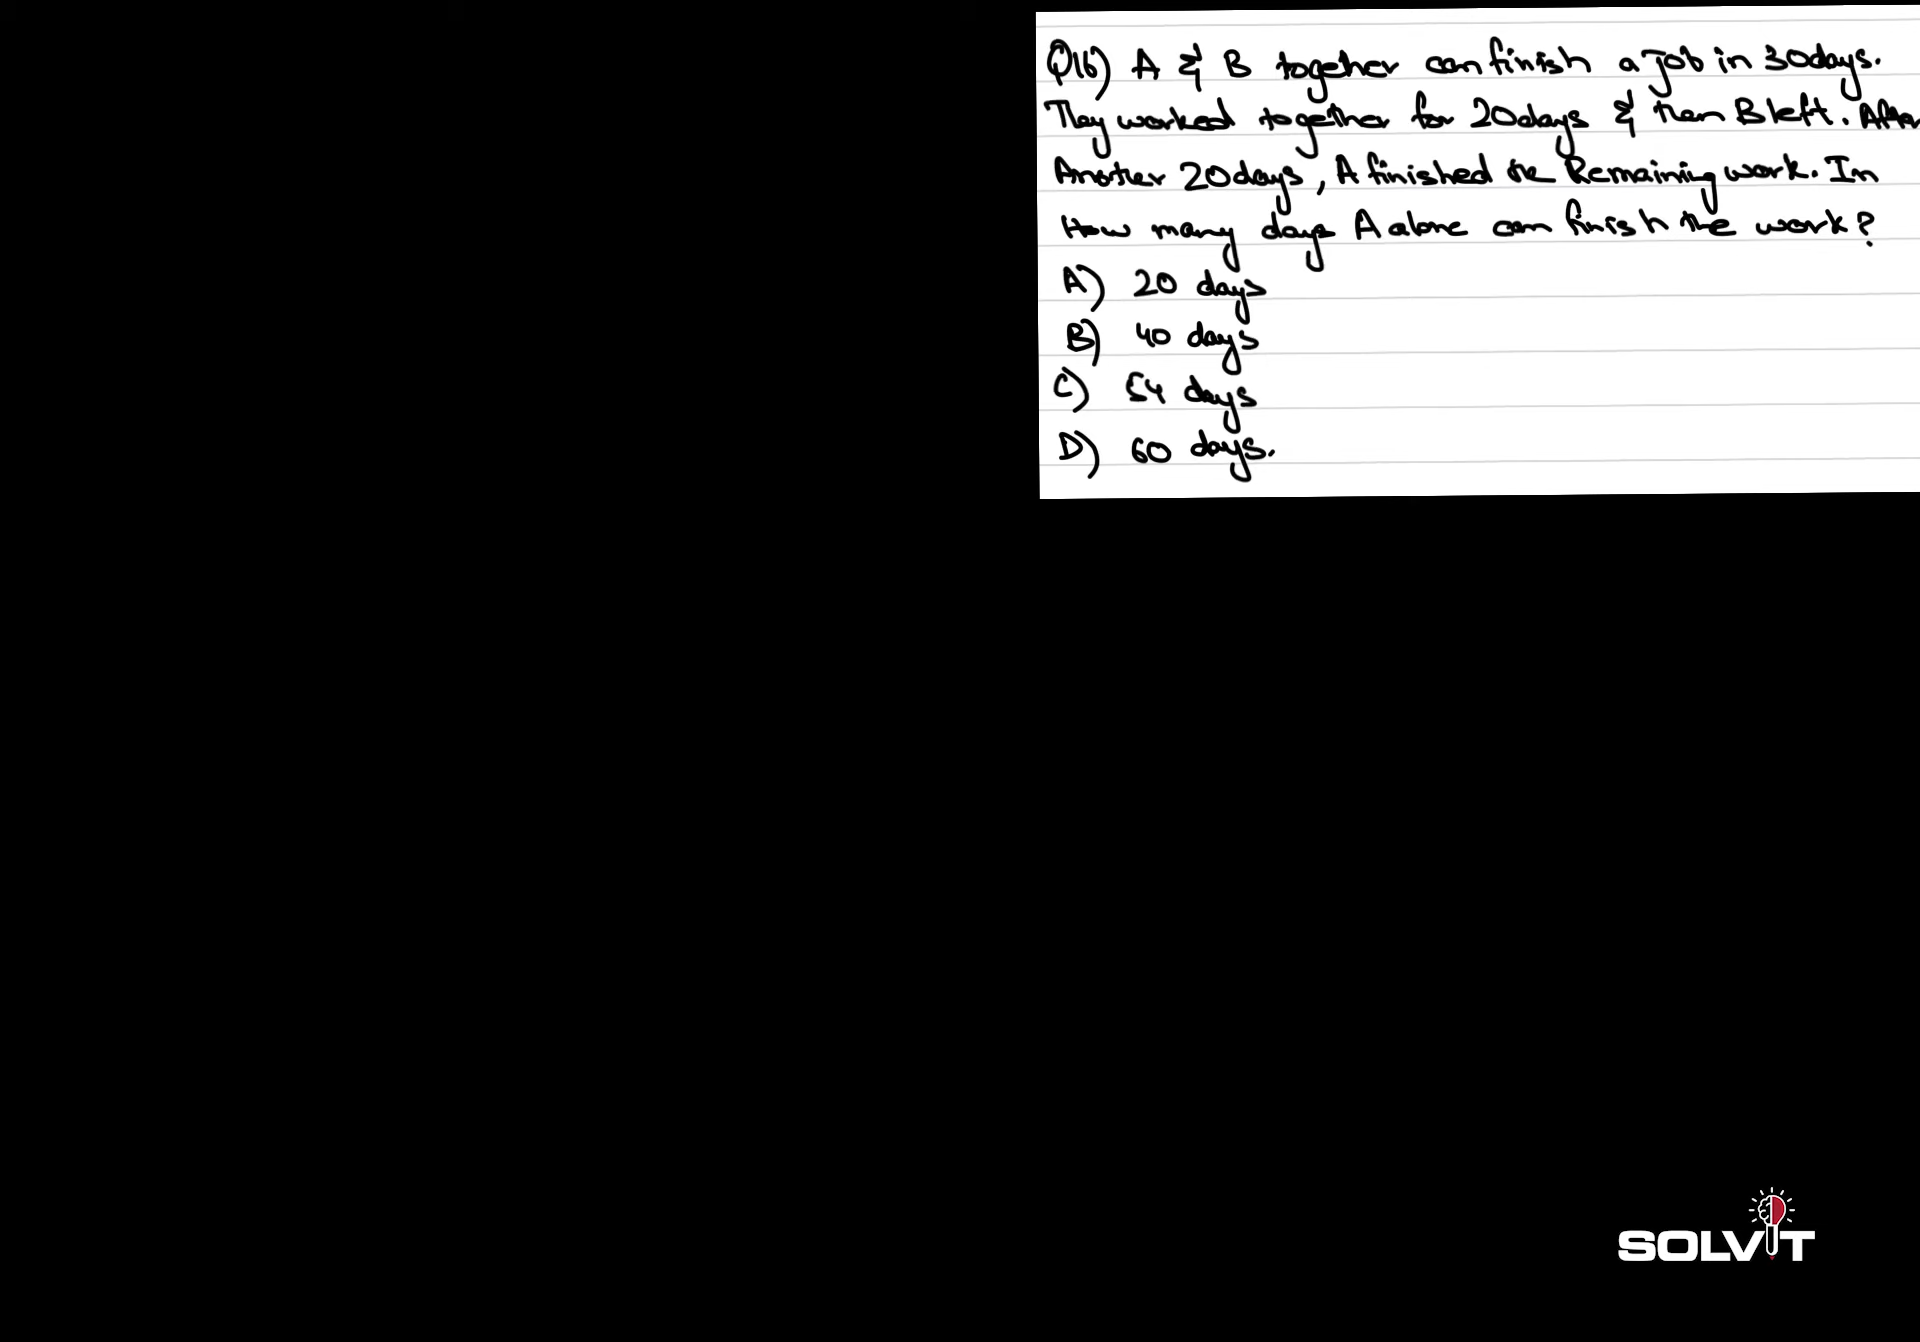 Q16) A & B together can finish a Job in 30days.
They worked together for 20days & then B left. After
Another 20days, A finished the Remaining work. In
How many days A alone can finish the work?
A) 20 days
B) 40 days
C) 54 days
D) 60 days.
SOLVIT